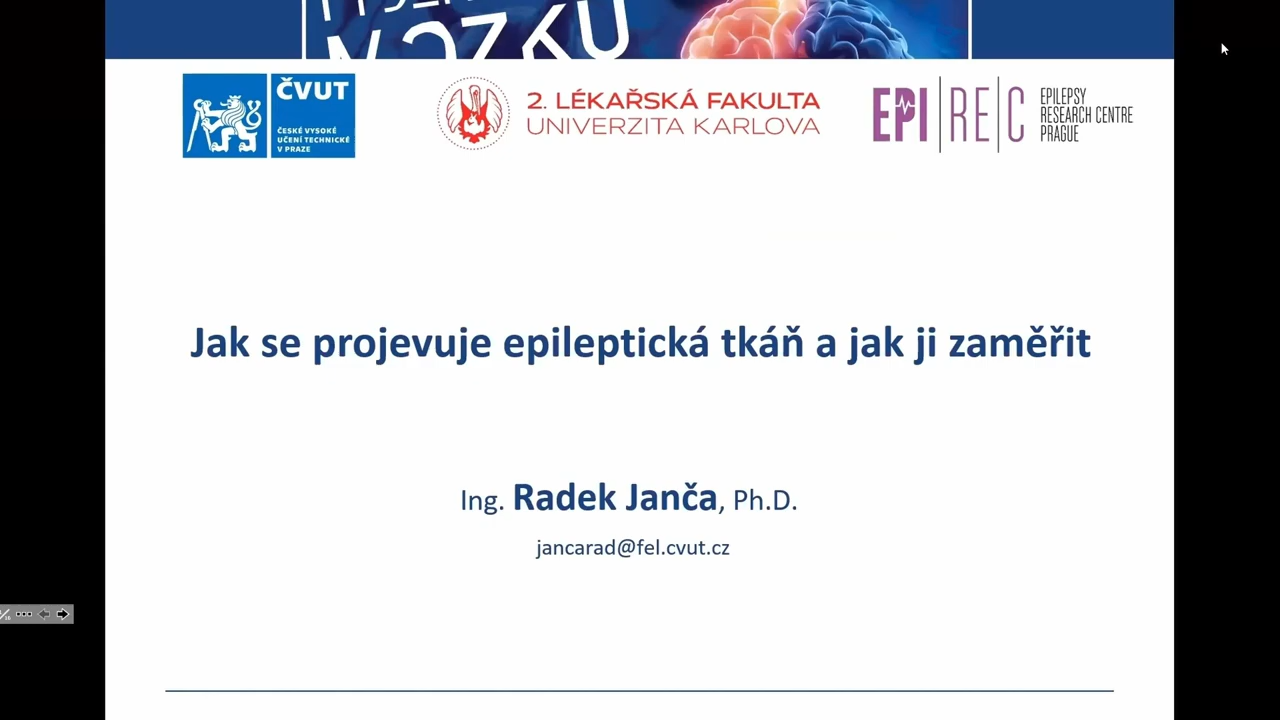 ČVUT
ČESKÉ VYSOKÉ
UČENÍ TECHNICKÉ
V PRAZE
2. LÉKAŘSKÁ FAKULTA
UNIVERZITA KARLOVA
EPI REC
EPILEPSY
RESEARCH CENTRE
PRAGUE
Jak se projevuje epileptická tkáň a jak ji zaměřit
Ing. Radek Janča, Ph.D.
jancarad@fel.cvut.cz